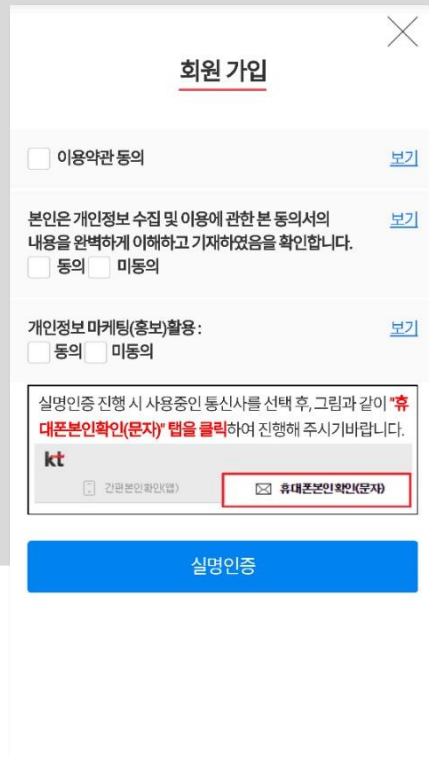 회원 가입
이용약관 동의 보기
본인은 개인정보 수집 및 이용에 관한 본 동의서의 보기
내용을 완벽하게 이해하고 기재하였음을 확인합니다.
동의 미동의
개인정보 마케팅(홍보)활용 : 보기
동의 미동의
실명인증 진행 시 사용중인 통신사를 선택 후, 그림과 같이 "휴
대폰본인확인(문자)" 탭을 클릭하여 진행해 주시기바랍니다.
kt
간편본인확인(앱) 휴대폰본인확인(문자)
실명인증